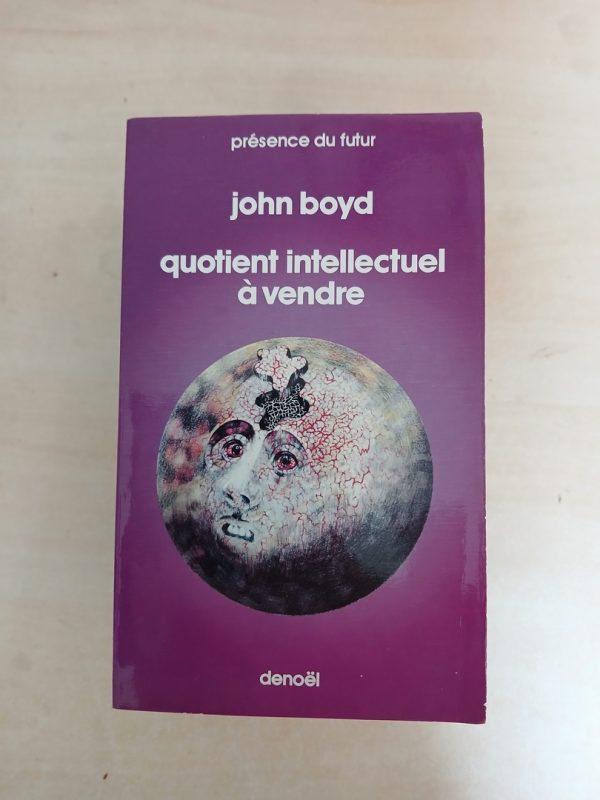 présence du futur
john boyd
quotient intellectuel
à vendre
denoël